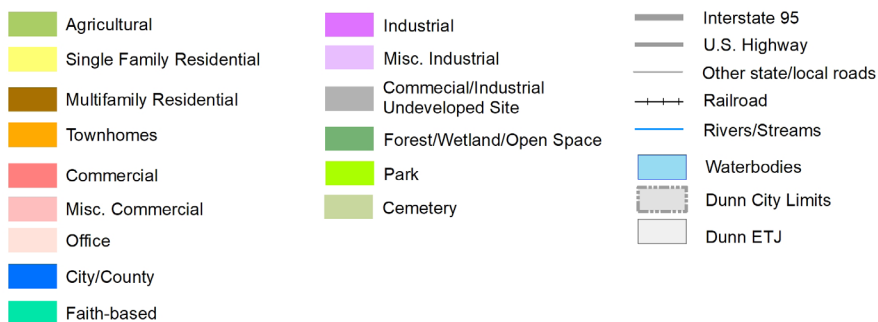 Agricultural
Single Family Residential
Multifamily Residential
Townhomes
Commercial
Misc. Commercial
Office
City/County
Faith-based
Industrial
Misc. Industrial
Commecial/Industrial
Undeveloped Site
Forest/Wetland/Open Space
Park
Cemetery
Interstate 95
U.S. Highway
Other state/local roads
Railroad
Rivers/Streams
Waterbodies
Dunn City Limits
Dunn ETJ